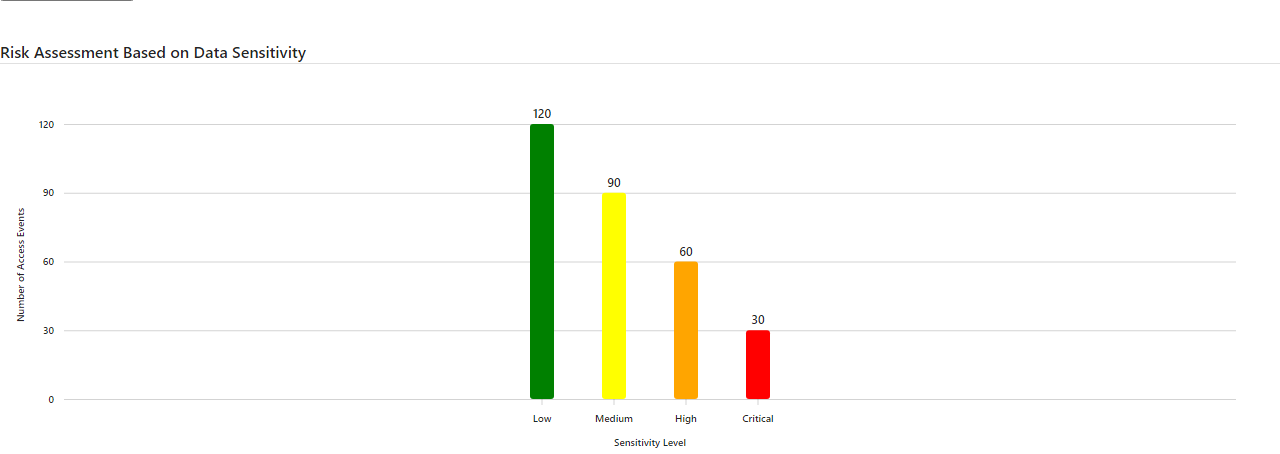 Risk Assessment Based on Data Sensitivity
120
120
90
90
60
60
30
30
0
Number of Access Events
Low
Medium
High
Critical
Sensitivity Level